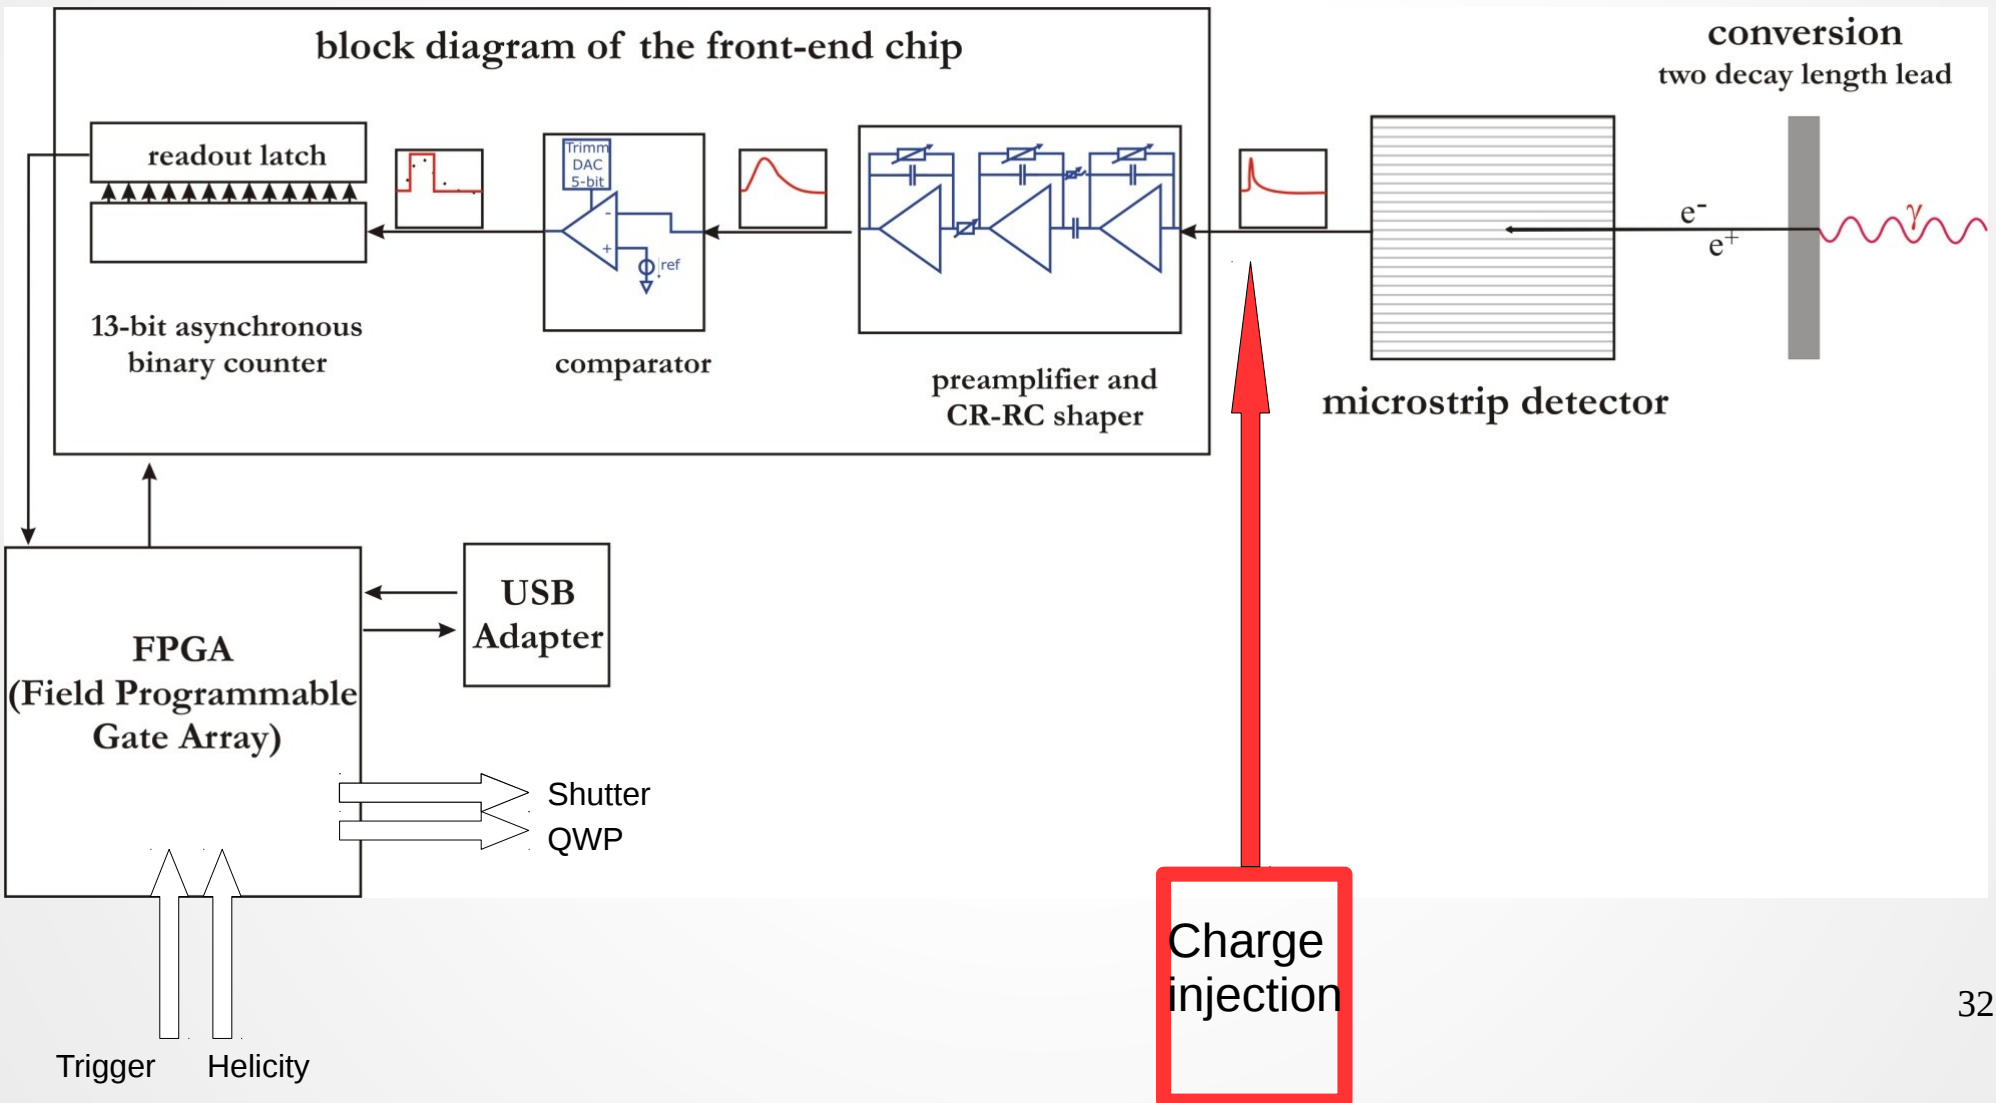 block diagram of the front-end chip
conversion
two decay length lead
readout latch
Trimm
DAC
5-bit
-
+
ref
e-
e+
γ
13-bit asynchronous
binary counter
comparator
preamplifier and
CR-RC shaper
microstrip detector
USB
Adapter
FPGA
(Field Programmable
Gate Array)
Shutter
QWP
Charge
injection
32
Trigger
Helicity